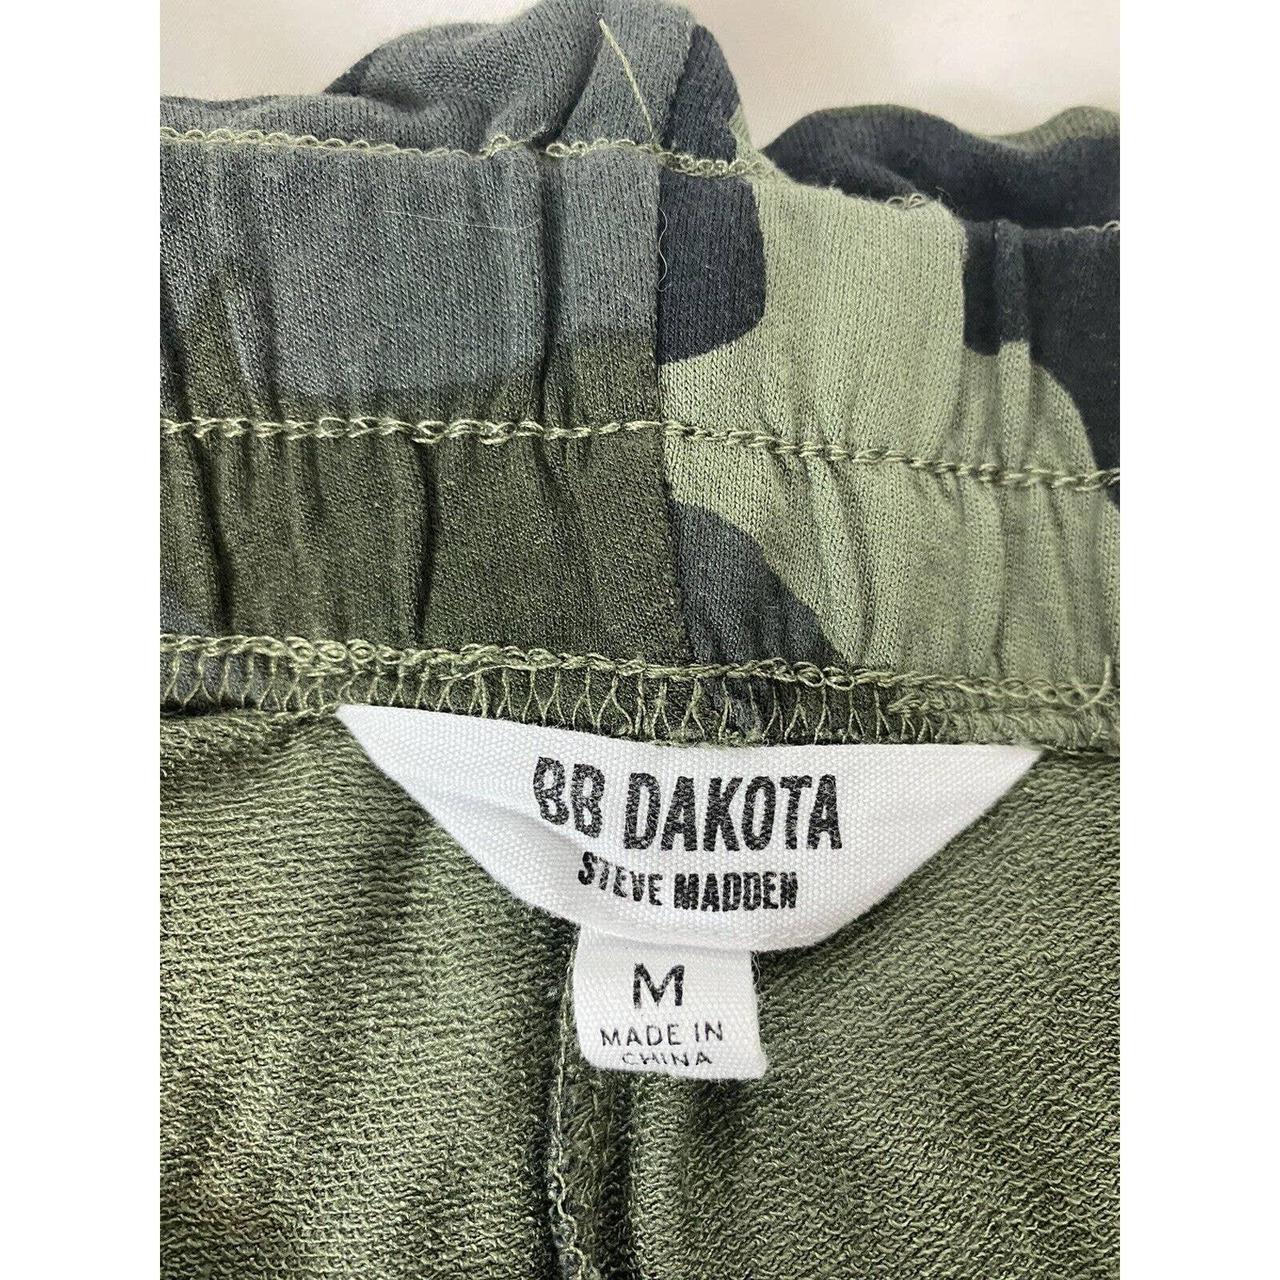 BB DAKOTA
STEVE MADDEN
M
MADE IN
CHINA